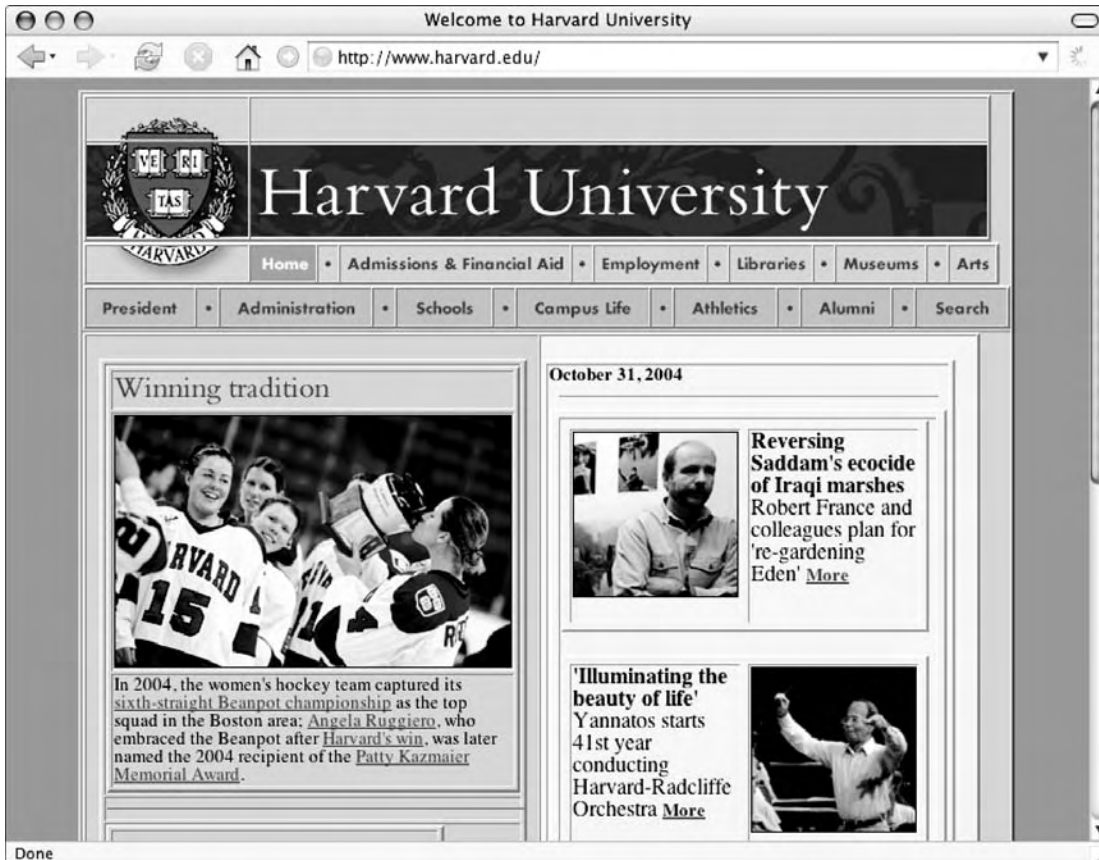 Welcome to Harvard University
http://www.harvard.edu/
VE RI
TAS
HARVARD
Harvard University
Home • Admissions & Financial Aid • Employment • Libraries • Museums • Arts
President • Administration • Schools • Campus Life • Athletics • Alumni • Search
Winning tradition
HARVARD
15
4
In 2004, the women's hockey team captured its
sixth-straight Beanpot championship as the top
squad in the Boston area; Angela Ruggiero, who
embraced the Beanpot after Harvard's win, was later
named the 2004 recipient of the Patty Kazmaier
Memorial Award.
October 31, 2004
Reversing
Saddam's ecocide
of Iraqi marshes
Robert France and
colleagues plan for
're-gardening
Eden' More
'Illuminating the
beauty of life'
Yannatos starts
41st year
conducting
Harvard-Radcliffe
Orchestra More
Done